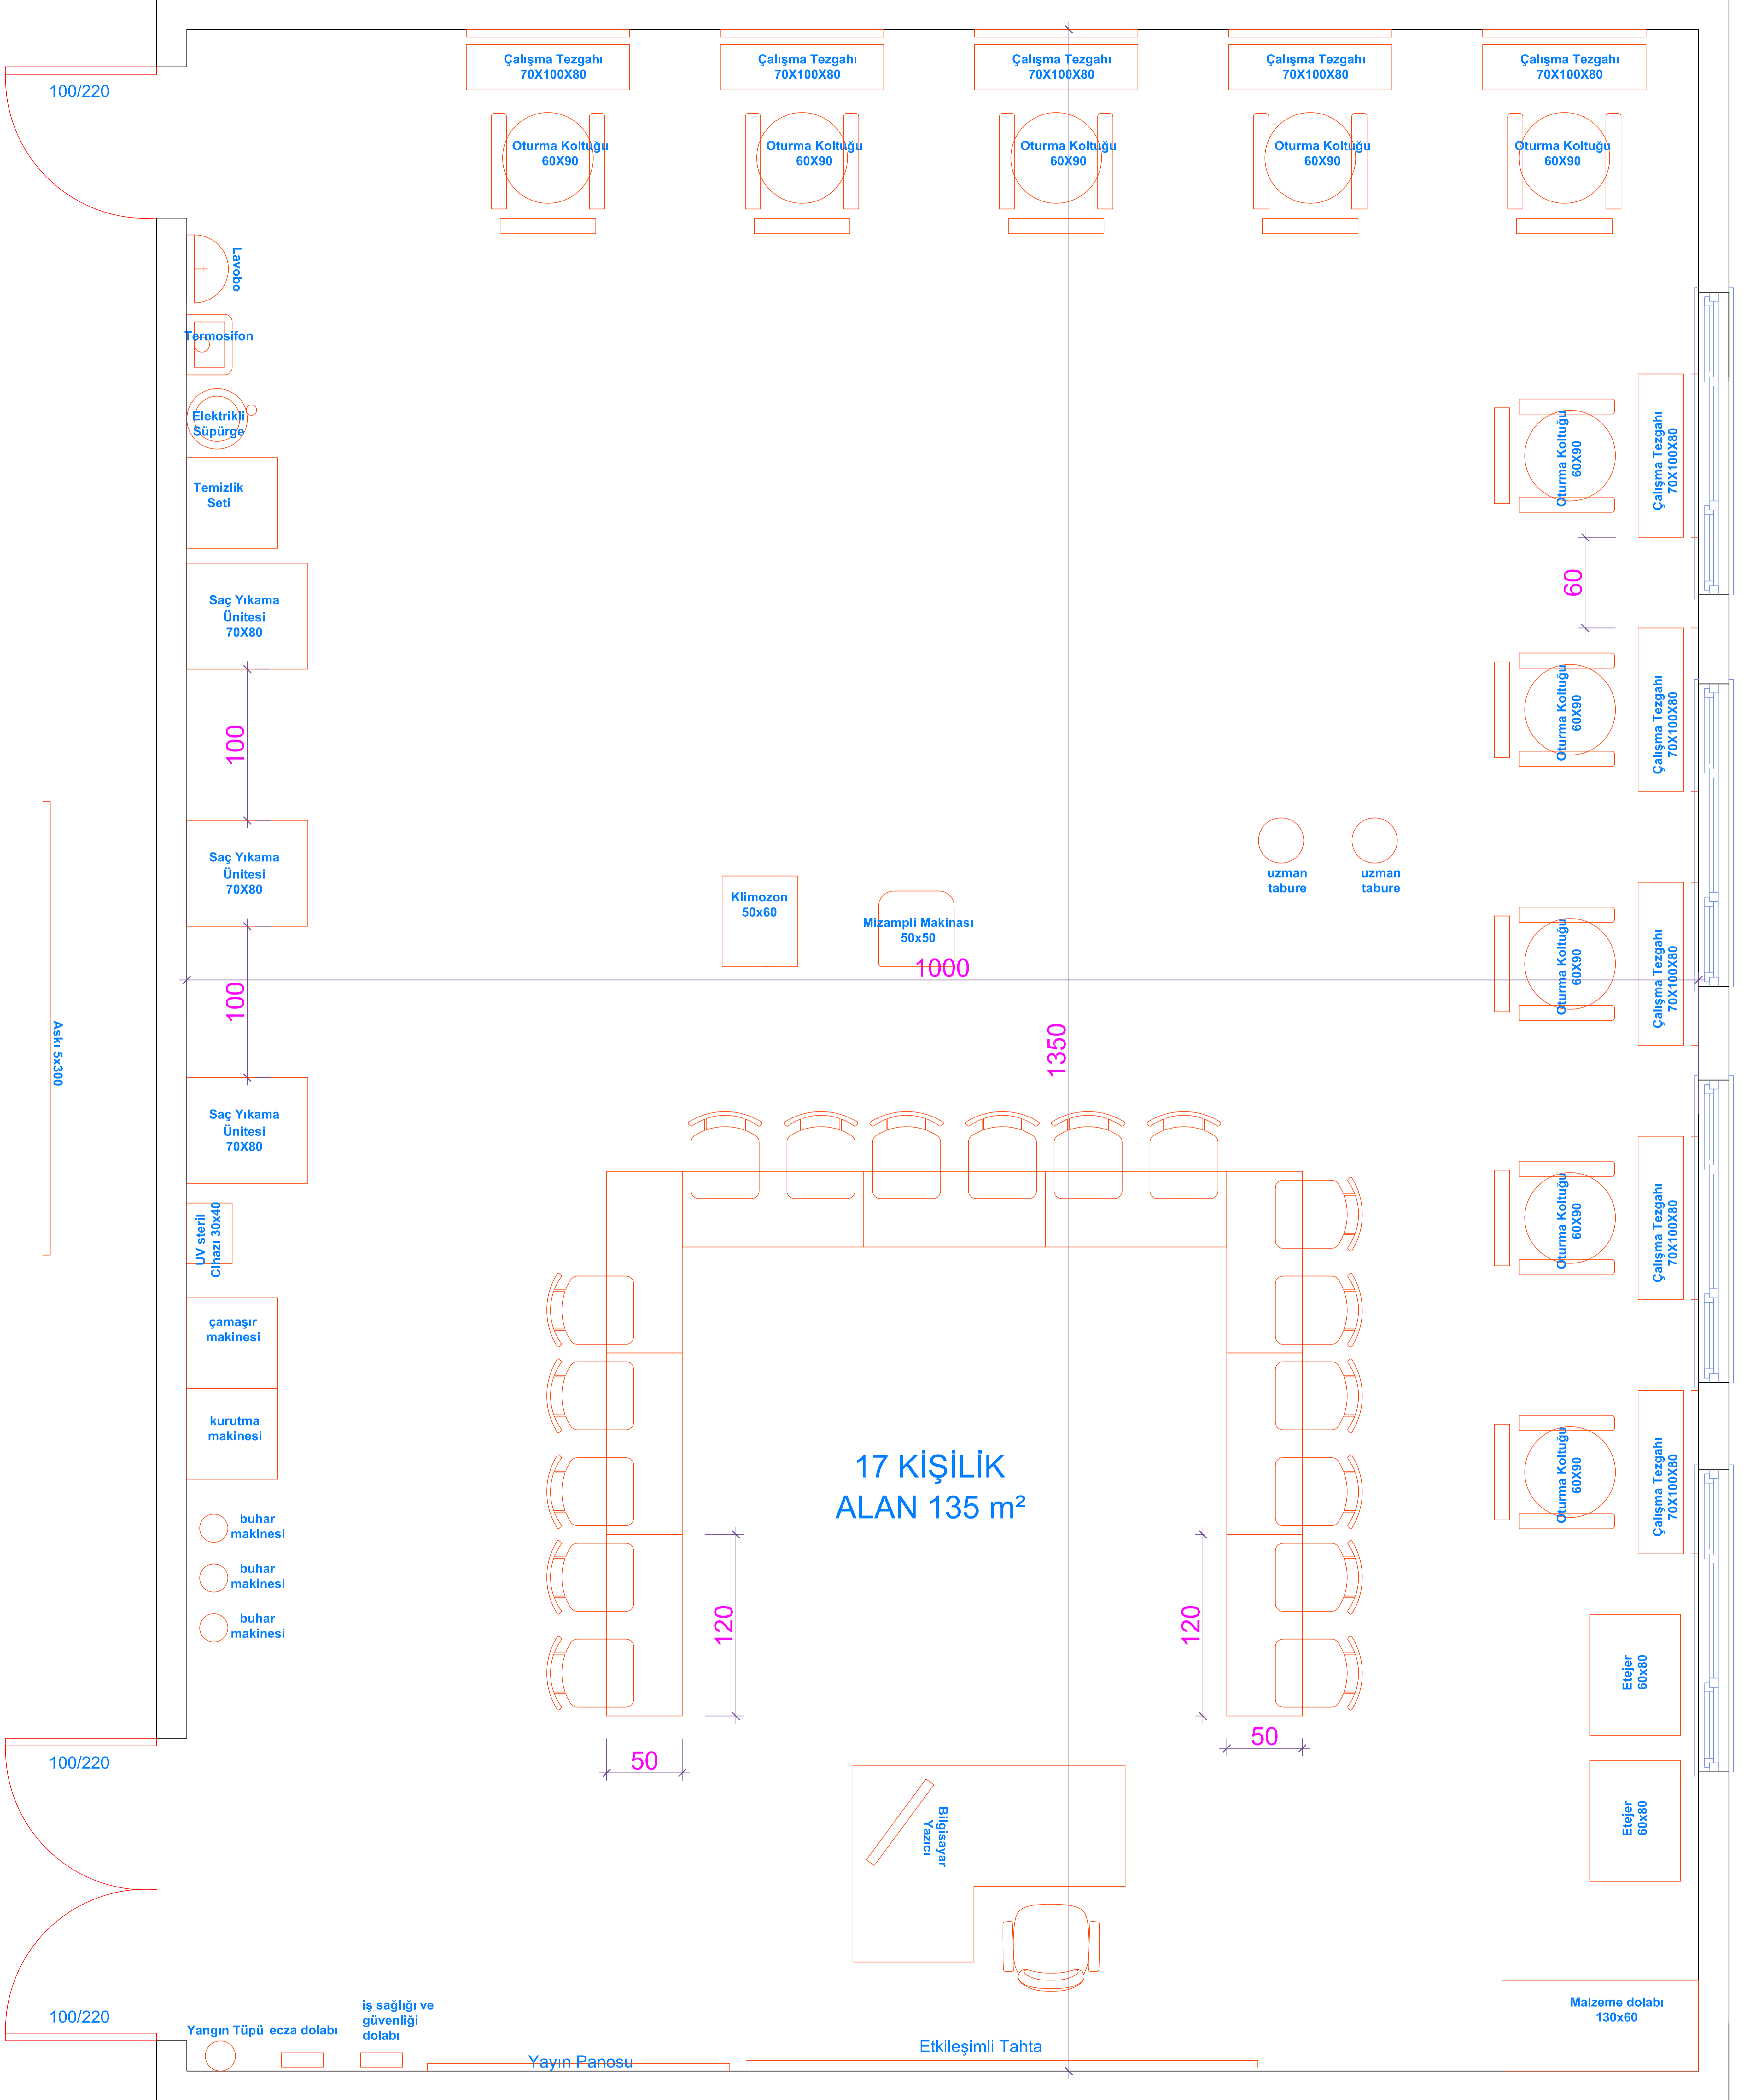 Çalışma Tezgahı
70X100X80
Çalışma Tezgahı
70X100X80
Çalışma Tezgahı
70X100X80
Çalışma Tezgahı
70X100X80
Çalışma Tezgahı
70X100X80
100/220
Oturma Koltuğu
60X90
Oturma Koltuğu
60X90
Oturma Koltuğu
60X90
Oturma Koltuğu
60X90
Oturma Koltuğu
60X90
Lavobo
Termosifon
Elektrikli
Süpürge
Temizlik
Seti
Oturma Koltuğu
60X90
Çalışma Tezgahı
70X100X80
60
Saç Yıkama
Ünitesi
70X80
100
Oturma Koltuğu
60X90
Çalışma Tezgahı
70X100X80
Saç Yıkama
Ünitesi
70X80
Klimozon
50x60
Mizampli Makinası
50x50
uzman
tabure
uzman
tabure
Oturma Koltuğu
60X90
Çalışma Tezgahı
70X100X80
1000
100
1350
Askı 5x300
Saç Yıkama
Ünitesi
70X80
UV steril
Cihazı 30x40
Oturma Koltuğu
60X90
Çalışma Tezgahı
70X100X80
çamaşır
makinesi
kurutma
makinesi
17 KİŞİLİK
ALAN 135 m²
Oturma Koltuğu
60X90
Çalışma Tezgahı
70X100X80
buhar
makinesi
buhar
makinesi
buhar
makinesi
120
120
Etejer
60x80
50
50
100/220
Bilgisayar
Yazıcı
Etejer
60x80
100/220
Yangın Tüpü
ecza dolabı
iş sağlığı ve
güvenliği
dolabı
Yayın Panosu
Etkileşimli Tahta
Malzeme dolabı
130x60